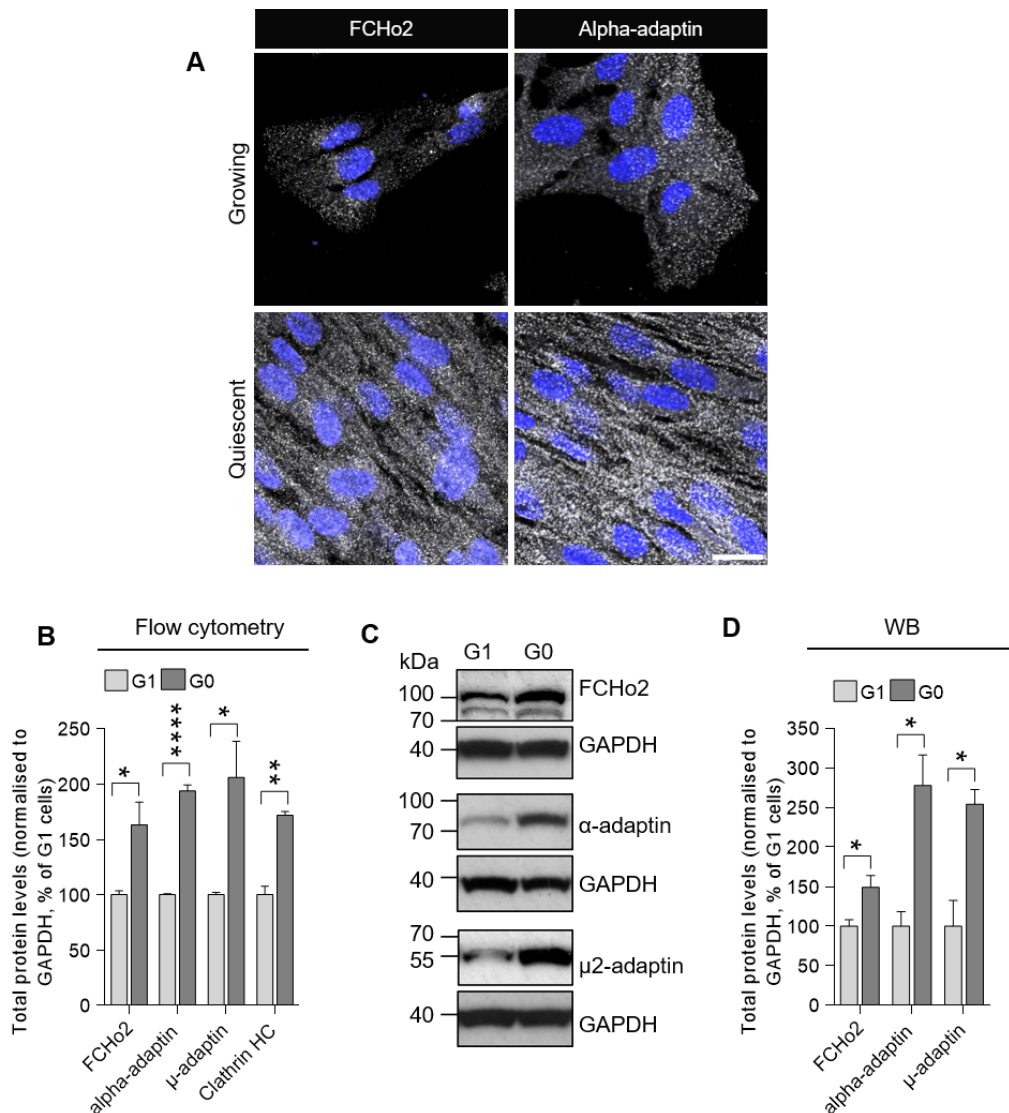 FCHo2 Alpha-adaptin
A
Growing
Quiescent
B
Flow cytometry
G1 G0
Total protein levels (normalised to
GAPDH, % of G1 cells)
250
200
150
100
50
0
*
****
*
**
FCHo2
alpha-adaptin
µ-adaptin
Clathrin HC
C
kDa
G1 G0
100
70
FCHo2
40
GAPDH
100
70
α-adaptin
40
GAPDH
70
55
µ2-adaptin
40
GAPDH
D
WB
G1 G0
Total protein levels (normalised to
GAPDH, % of G1 cells)
350
300
250
200
150
100
50
0
*
*
*
FCHo2
alpha-adaptin
µ-adaptin